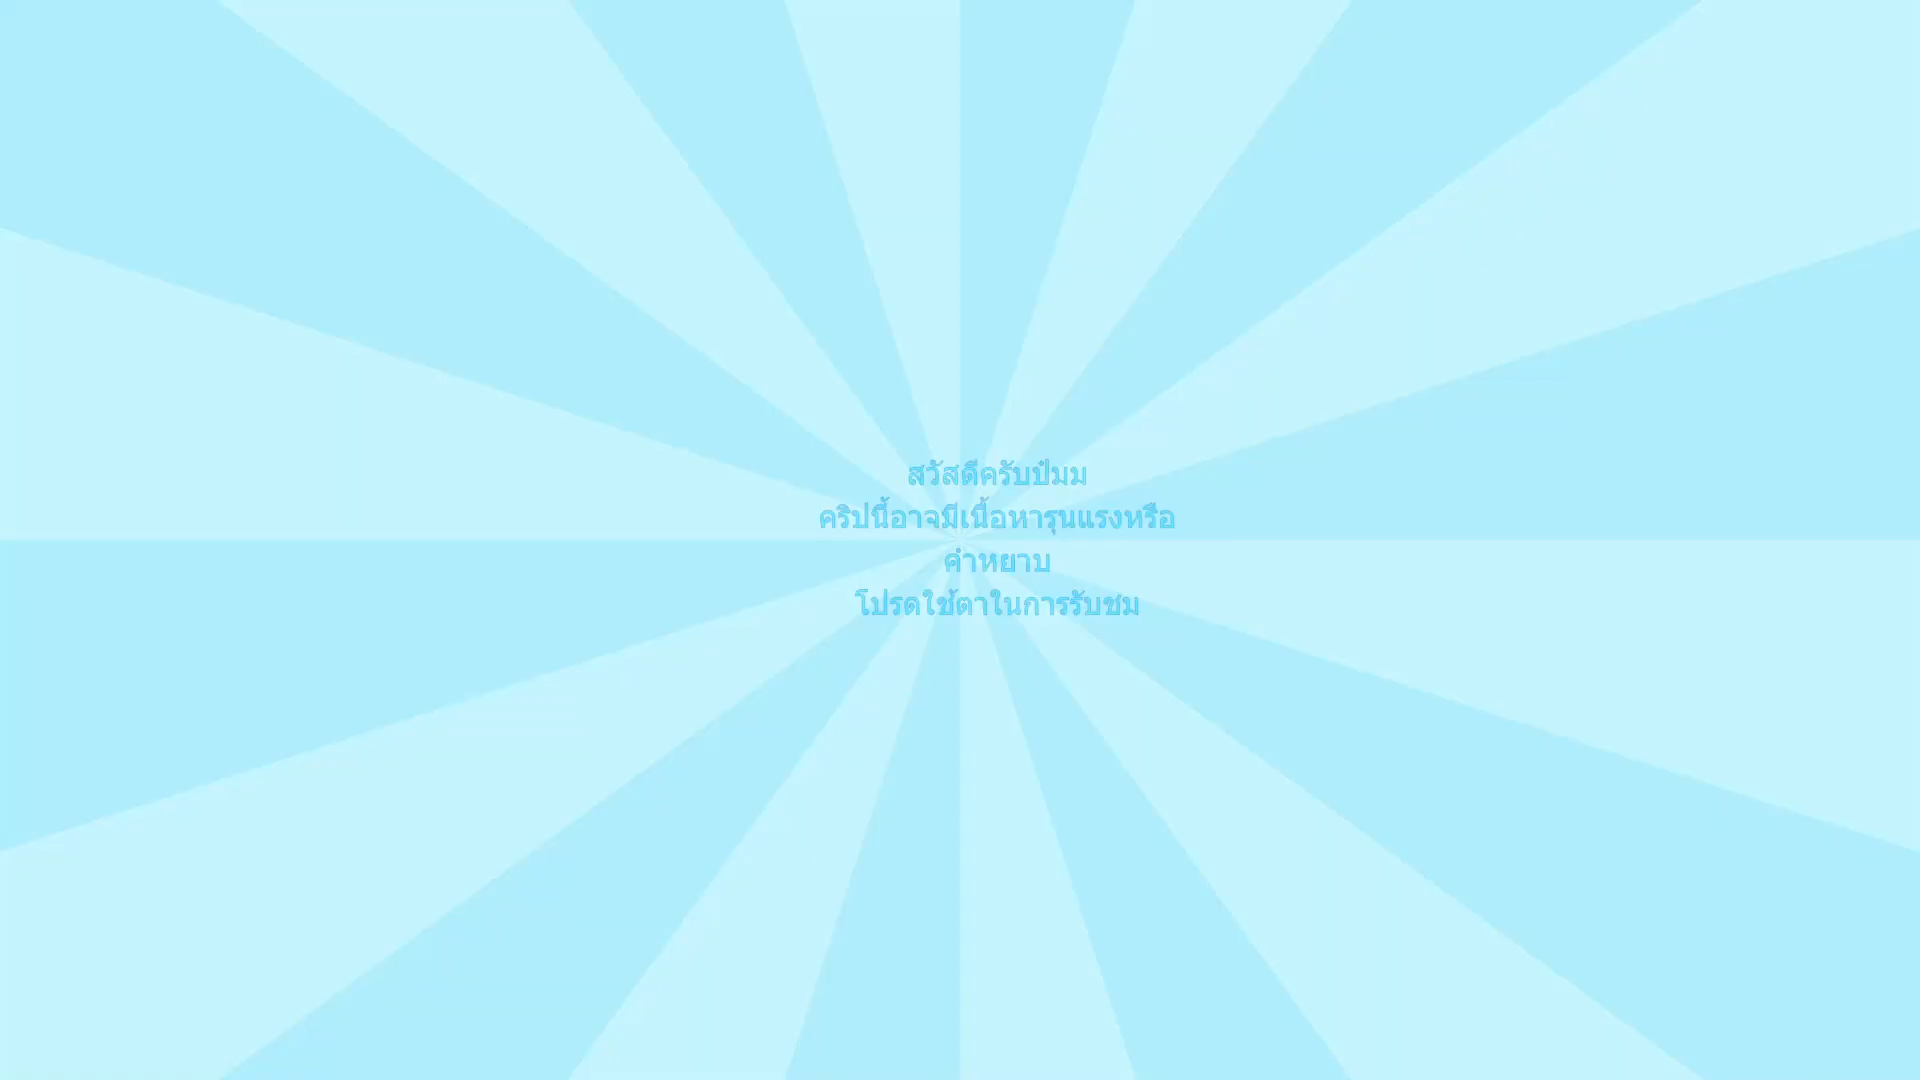 สวัสดีครับป๋มม
คริปนี้อาจมีเนื้อหารุนแรงหรือ
คำหยาบ
โปรดใช้ตาในการรับชม